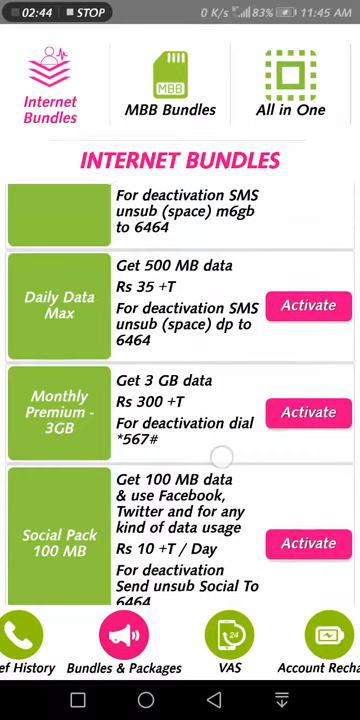 02:44 STOP 0 K/s 83% 11:45 AM
Internet
Bundles
MBB
MBB Bundles
All in One
INTERNET BUNDLES
For deactivation SMS
unsub (space) m6gb
to 6464
Daily Data
Max
Get 500 MB data
Rs 35 +T
For deactivation SMS
unsub (space) dp to
6464
Activate
Monthly
Premium -
3GB
Get 3 GB data
Rs 300 +T
For deactivation dial
*567#
Activate
Social Pack
100 MB
Get 100 MB data
& use Facebook,
Twitter and for any
kind of data usage
Rs 10 +T / Day
For deactivation
Send unsub Social To
6464
Activate
24
ef History
Bundles & Packages
VAS
Account Recha